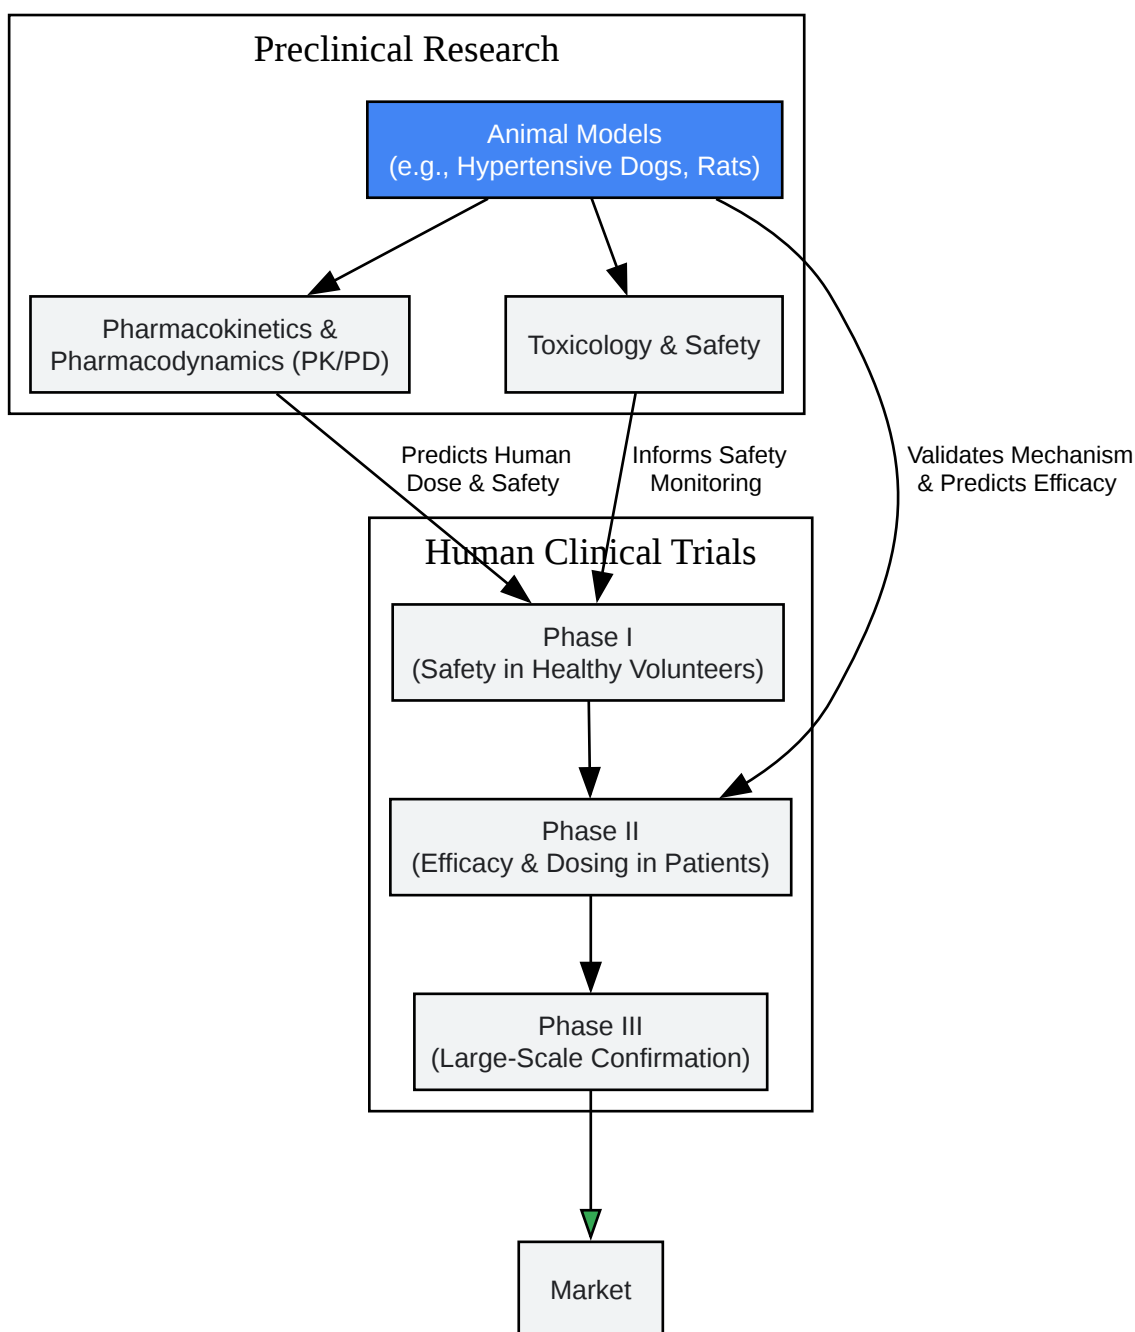 Preclinical Research
Animal Models
(e.g., Hypertensive Dogs, Rats)
Pharmacokinetics &
Pharmacodynamics (PK/PD)
Toxicology & Safety
Predicts Human
Dose & Safety
Informs Safety
Monitoring
Validates Mechanism
& Predicts Efficacy
Human Clinical Trials
Phase I
(Safety in Healthy Volunteers)
Phase II
(Efficacy & Dosing in Patients)
Phase III
(Large-Scale Confirmation)
Market